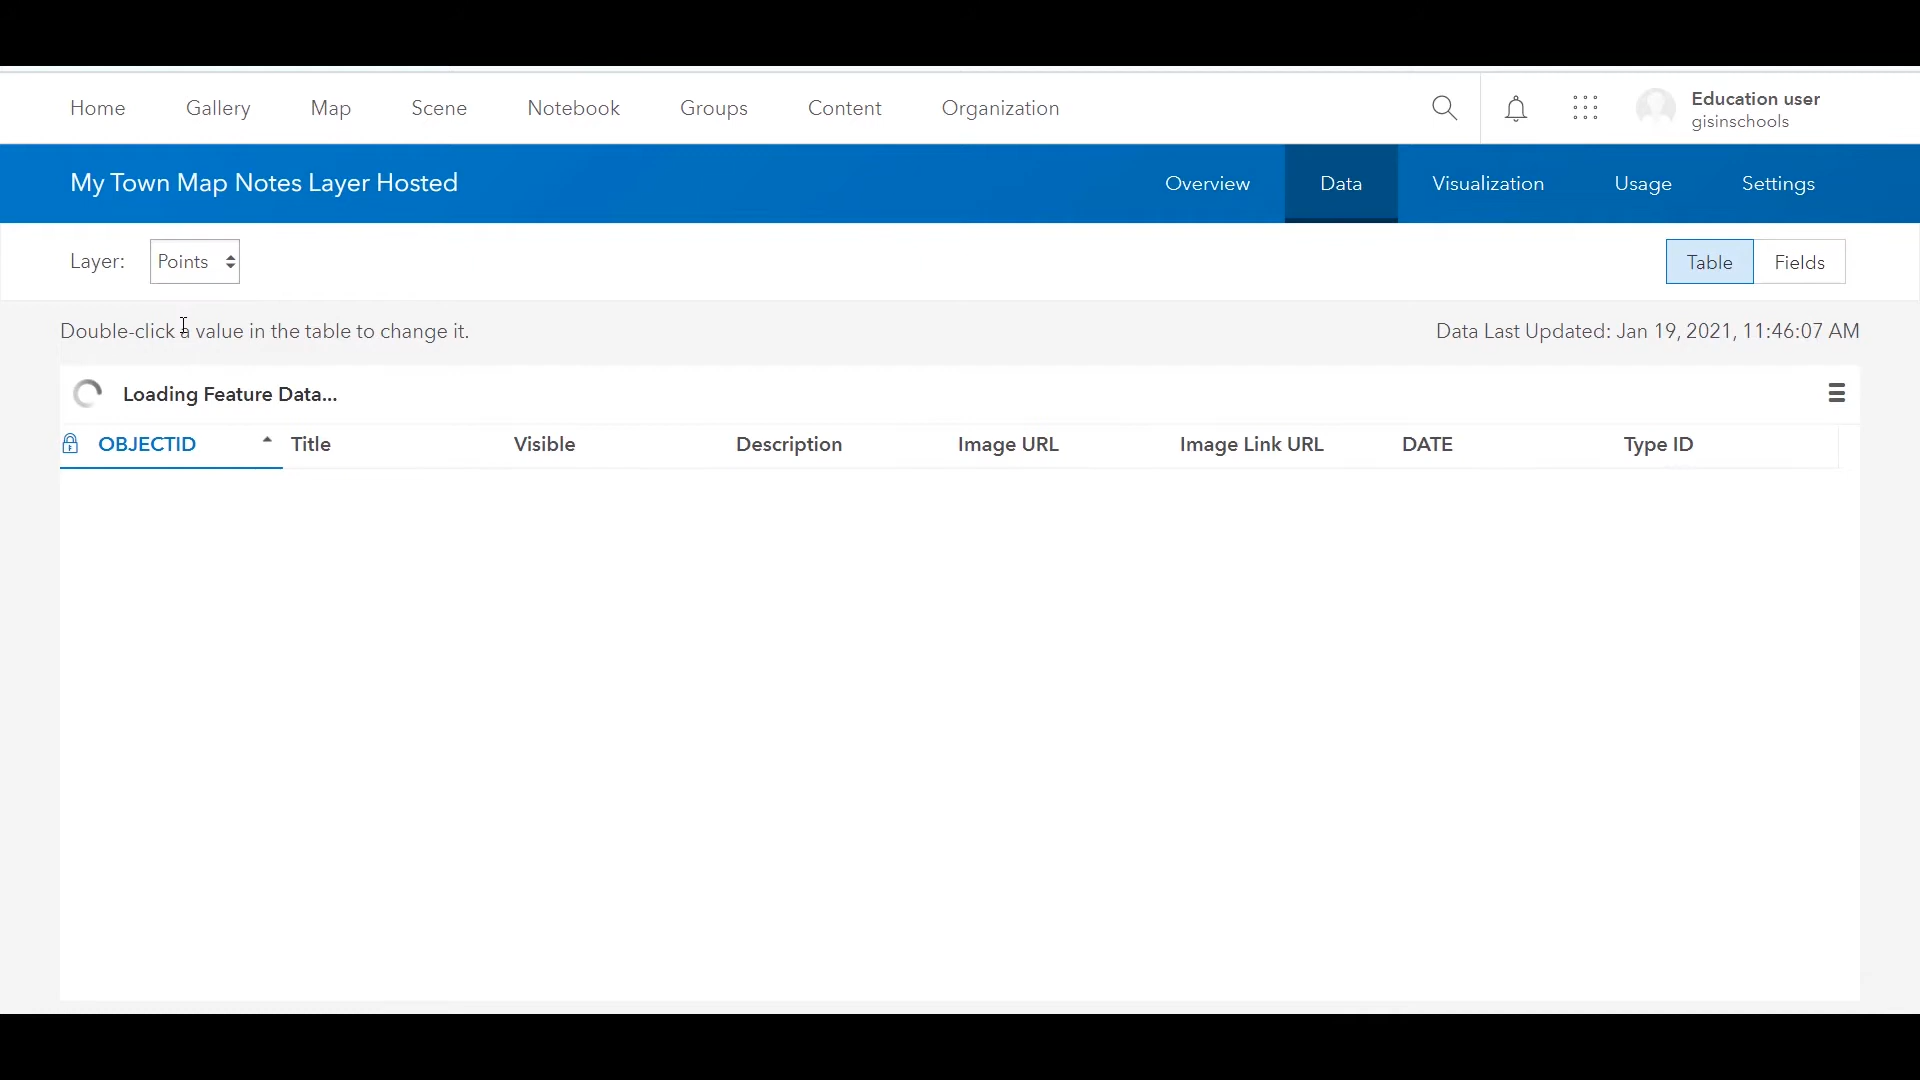 Home Gallery Map Scene Notebook Groups Content Organization
Education user
gisinschools
My Town Map Notes Layer Hosted Overview Data Visualization Usage Settings
Layer: Points Table Fields
Double-click a value in the table to change it. Data Last Updated: Jan 19, 2021, 11:46:07 AM
Loading Feature Data...
OBJECTID Title Visible Description Image URL Image Link URL DATE Type ID